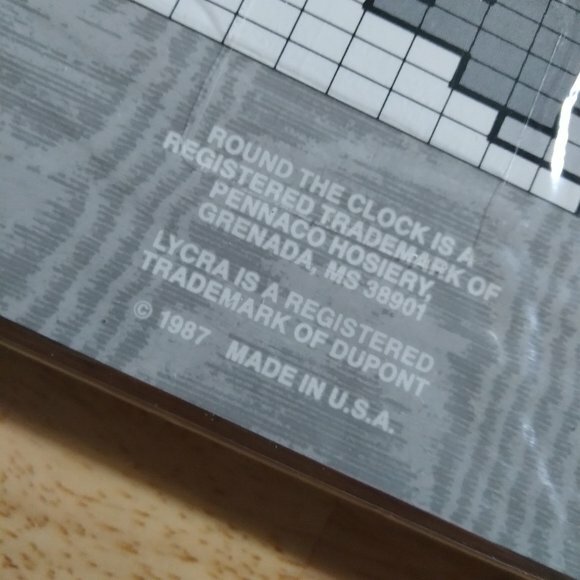 ROUND THE CLOCK IS A
REGISTERED TRADEMARK OF
PENNACO HOSIERY,
GRENADA, MS 38901
LYCRA IS A REGISTERED
TRADEMARK OF DUPONT
© 1987 MADE IN U.S.A.